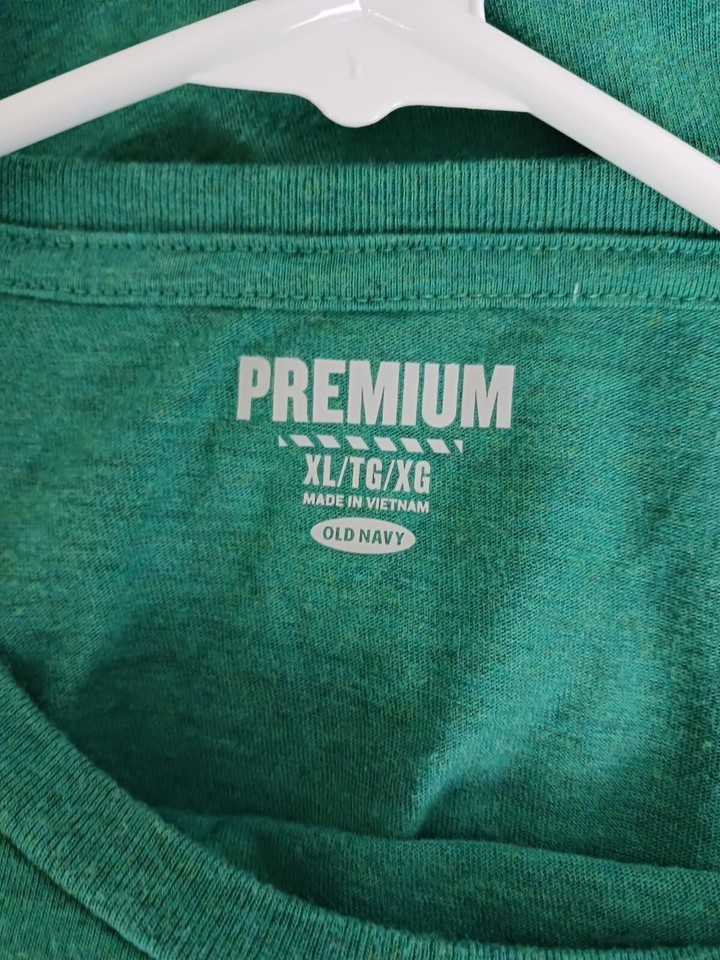 PREMIUM
XL/TG/XG
MADE IN VIETNAM
OLD NAVY